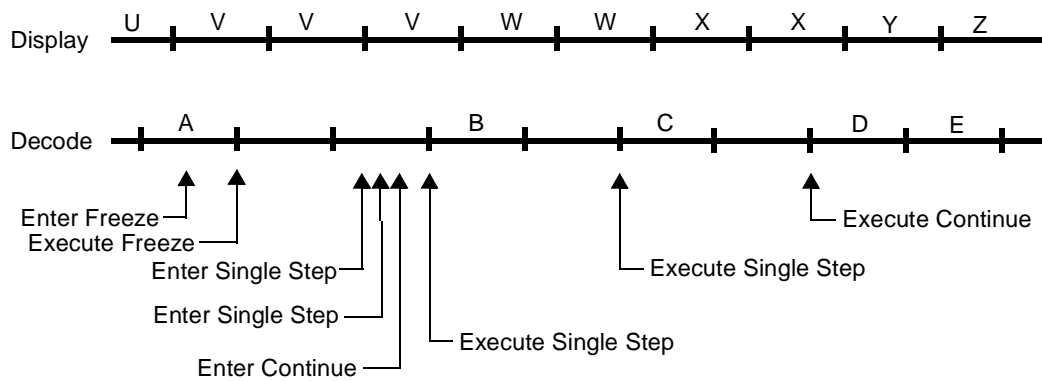 U V V V W W X X Y Z
Display
A B C D E
Decode
Enter Freeze
Execute Continue
Execute Freeze
Enter Single Step
Execute Single Step
Enter Single Step
Execute Single Step
Enter Continue